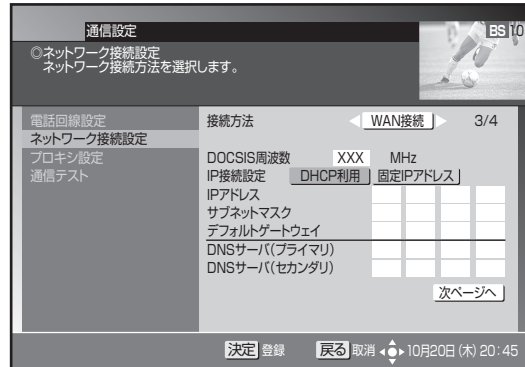 通信設定
BS 10
◎ネットワーク接続設定
ネットワーク接続方法を選択します。
電話回線設定
ネットワーク接続設定
プロキシ設定
通信テスト
接続方法 WAN接続 3/4
DOCSIS周波数 XXX MHz
IP接続設定 DHCP利用 固定IPアドレス
IPアドレス
サブネットマスク
デフォルトゲートウェイ
DNSサーバ(プライマリ)
DNSサーバ(セカンダリ)
次ページへ
決定 登録 戻る 取消 10月20日(木) 20:45